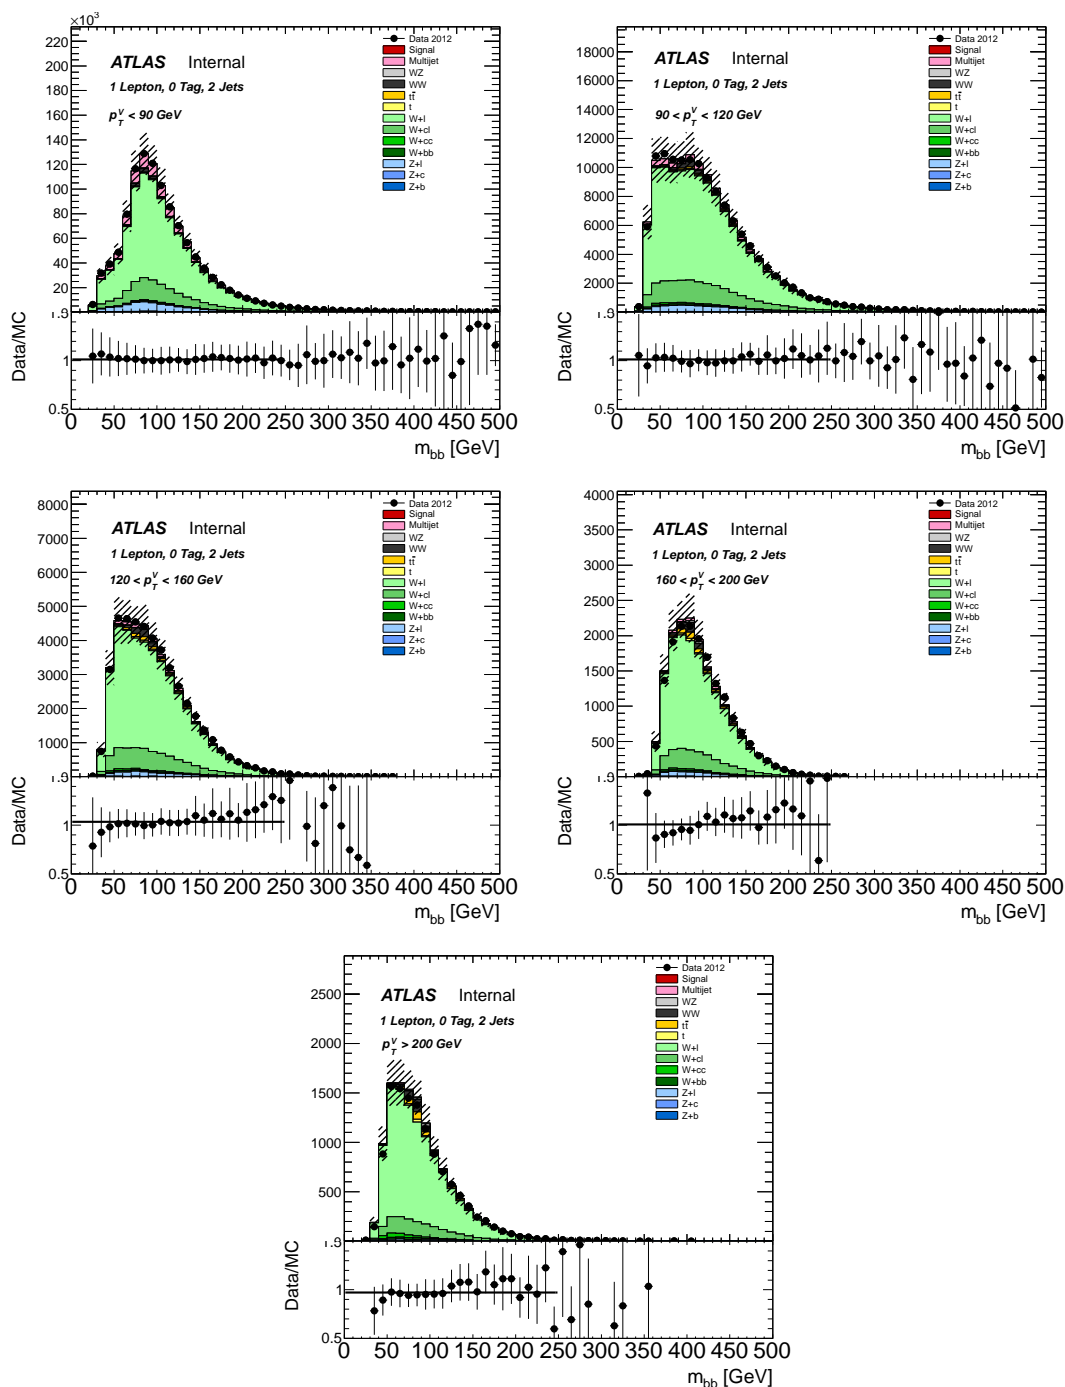 ×10³
220
200
180
160
140
120
100
80
60
40
20
ATLAS Internal
1 Lepton, 0 Tag, 2 Jets
p_T^V < 90 GeV
Data 2012
Signal
Multijet
WZ
WW
tt̄
t
W+l
W+cl
W+cc
W+bb
Z+l
Z+c
Z+b
Data/MC
1
0.5
0 50 100 150 200 250 300 350 400 450 500
m_bb [GeV]
18000
16000
14000
12000
10000
8000
6000
4000
2000
ATLAS Internal
1 Lepton, 0 Tag, 2 Jets
90 < p_T^V < 120 GeV
Data 2012
Signal
Multijet
WZ
WW
tt̄
t
W+l
W+cl
W+cc
W+bb
Z+l
Z+c
Z+b
Data/MC
1
0.5
0 50 100 150 200 250 300 350 400 450 500
m_bb [GeV]
8000
7000
6000
5000
4000
3000
2000
1000
ATLAS Internal
1 Lepton, 0 Tag, 2 Jets
120 < p_T^V < 160 GeV
Data 2012
Signal
Multijet
WZ
WW
tt̄
t
W+l
W+cl
W+cc
W+bb
Z+l
Z+c
Z+b
Data/MC
1
0.5
0 50 100 150 200 250 300 350 400 450 500
m_bb [GeV]
4000
3500
3000
2500
2000
1500
1000
500
ATLAS Internal
1 Lepton, 0 Tag, 2 Jets
160 < p_T^V < 200 GeV
Data 2012
Signal
Multijet
WZ
WW
tt̄
t
W+l
W+cl
W+cc
W+bb
Z+l
Z+c
Z+b
Data/MC
1
0.5
0 50 100 150 200 250 300 350 400 450 500
m_bb [GeV]
2500
2000
1500
1000
500
ATLAS Internal
1 Lepton, 0 Tag, 2 Jets
p_T^V > 200 GeV
Data 2012
Signal
Multijet
WZ
WW
tt̄
t
W+l
W+cl
W+cc
W+bb
Z+l
Z+c
Z+b
Data/MC
1
0.5
0 50 100 150 200 250 300 350 400 450 500
m_bb [GeV]